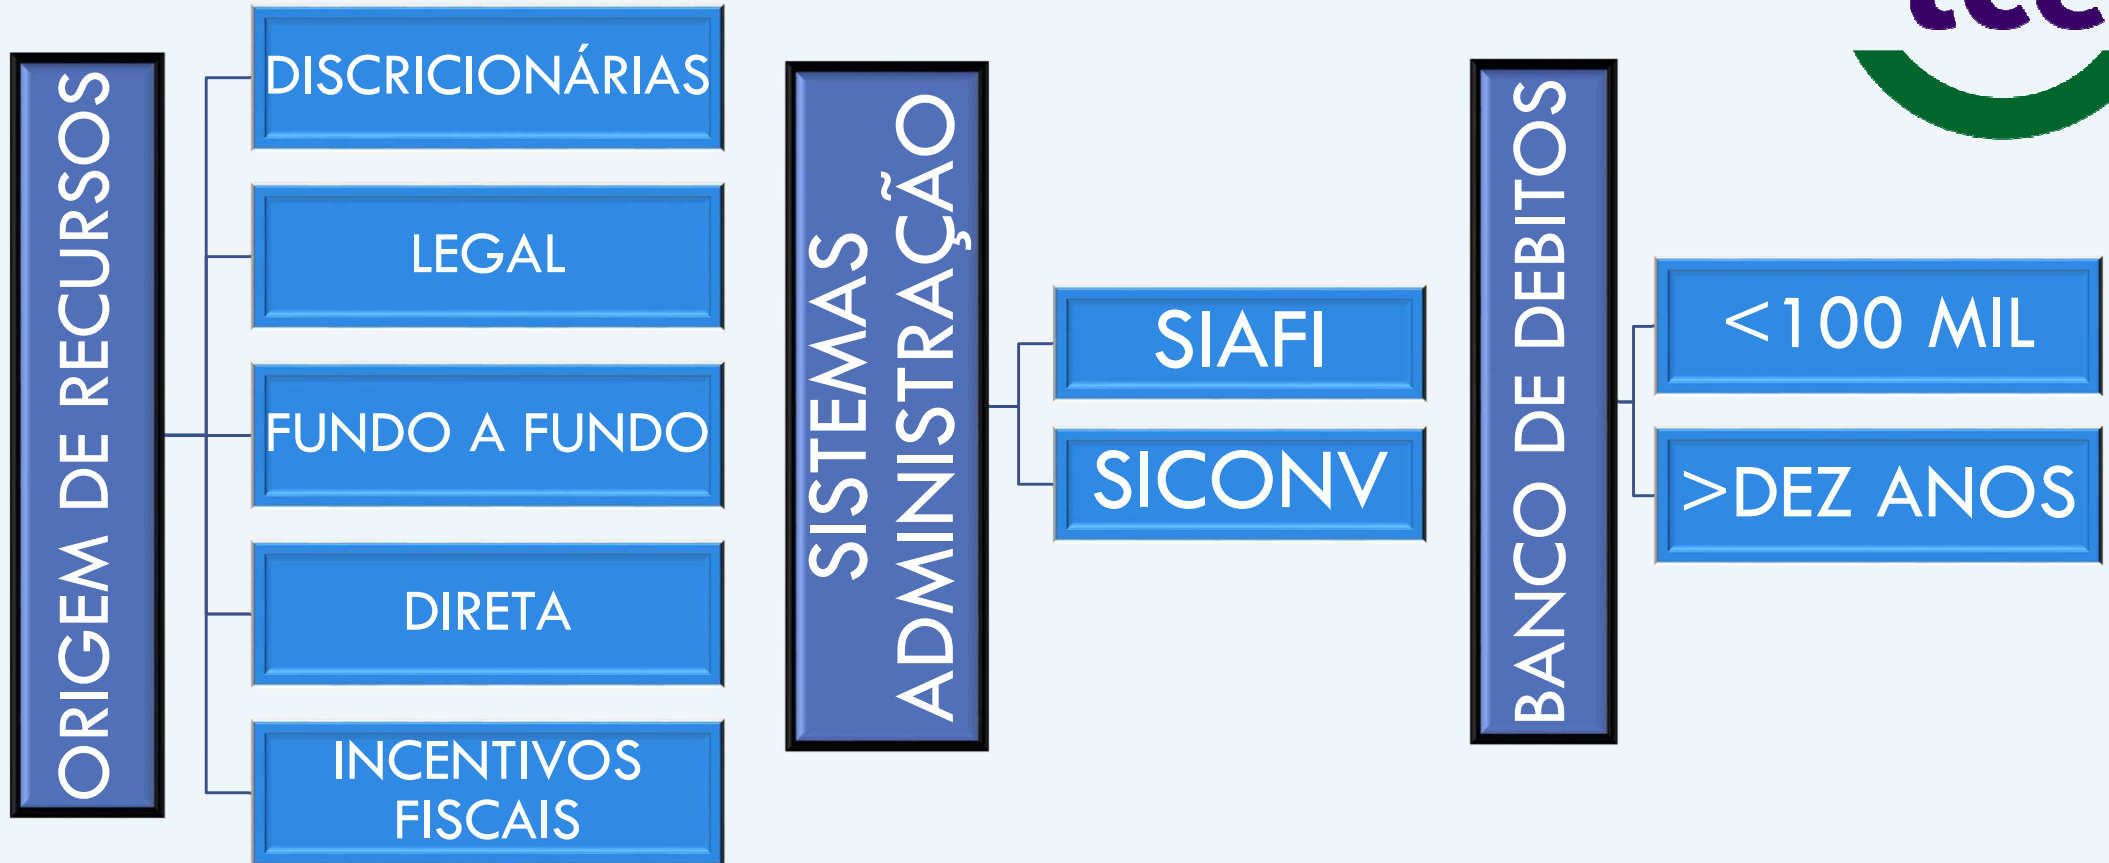 ORIGEM DE RECURSOS
DISCRICIONÁRIAS
LEGAL
FUNDO A FUNDO
DIRETA
INCENTIVOS
FISCAIS
SISTEMAS
ADMINISTRAÇÃO
SIAFI
SICONV
BANCO DE DEBITOS
<100 MIL
>DEZ ANOS